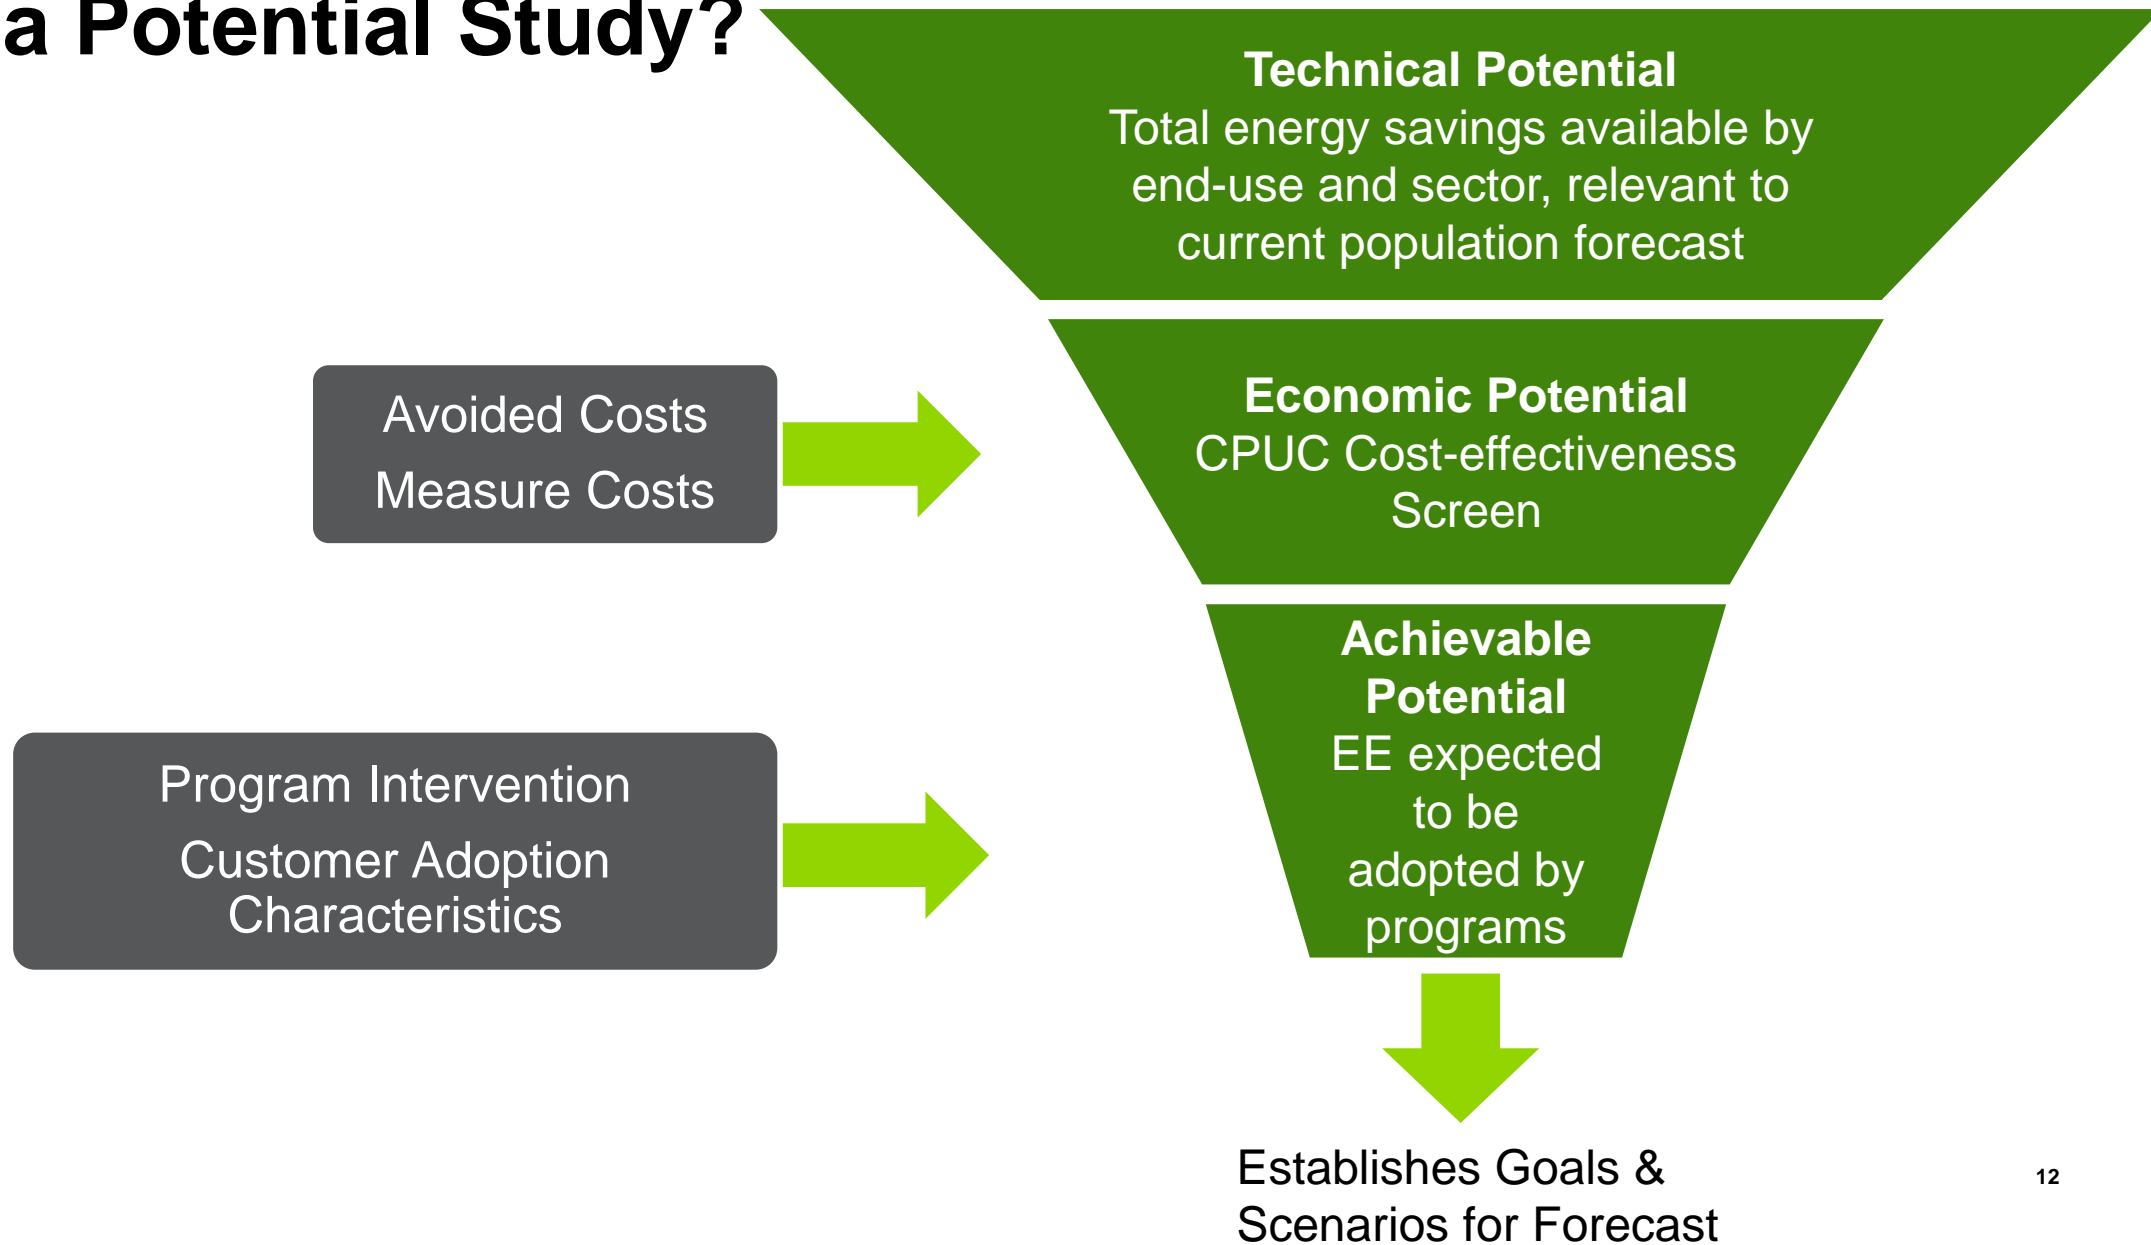 a Potential Study?
Technical Potential
Total energy savings available by
end-use and sector, relevant to
current population forecast
Avoided Costs
Measure Costs
Economic Potential
CPUC Cost-effectiveness
Screen
Program Intervention
Customer Adoption
Characteristics
Achievable
Potential
EE expected
to be
adopted by
programs
Establishes Goals &
Scenarios for Forecast
12